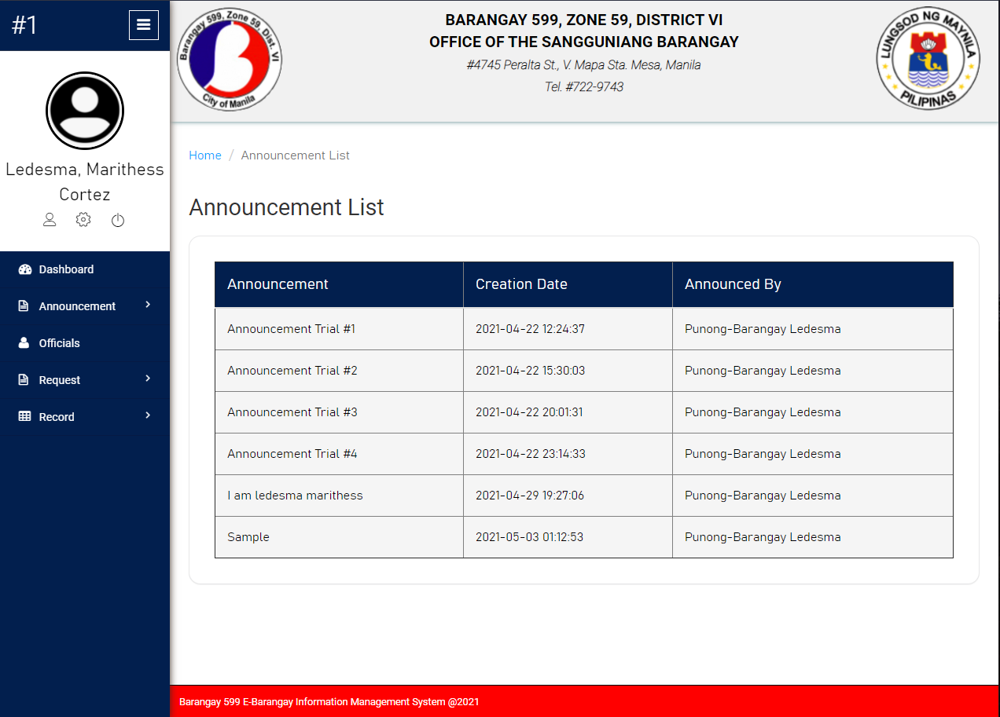 #1
Ledesma, Marithess
Cortez
Dashboard
Announcement
Officials
Request
Record
Barangay 599, Zone 59, Dist. VI
City of Manila
BARANGAY 599, ZONE 59, DISTRICT VI
OFFICE OF THE SANGGUNIANG BARANGAY
#4745 Peralta St., V. Mapa Sta. Mesa, Manila
Tel. #722-9743
LUNGSOD NG MAYNILA
PILIPINAS
Home / Announcement List
Announcement List
Announcement Creation Date Announced By
Announcement Trial #1 2021-04-22 12:24:37 Punong-Barangay Ledesma
Announcement Trial #2 2021-04-22 15:30:03 Punong-Barangay Ledesma
Announcement Trial #3 2021-04-22 20:01:31 Punong-Barangay Ledesma
Announcement Trial #4 2021-04-22 23:14:33 Punong-Barangay Ledesma
I am ledesma marithess 2021-04-29 19:27:06 Punong-Barangay Ledesma
Sample 2021-05-03 01:12:53 Punong-Barangay Ledesma
Barangay 599 E-Barangay Information Management System @2021